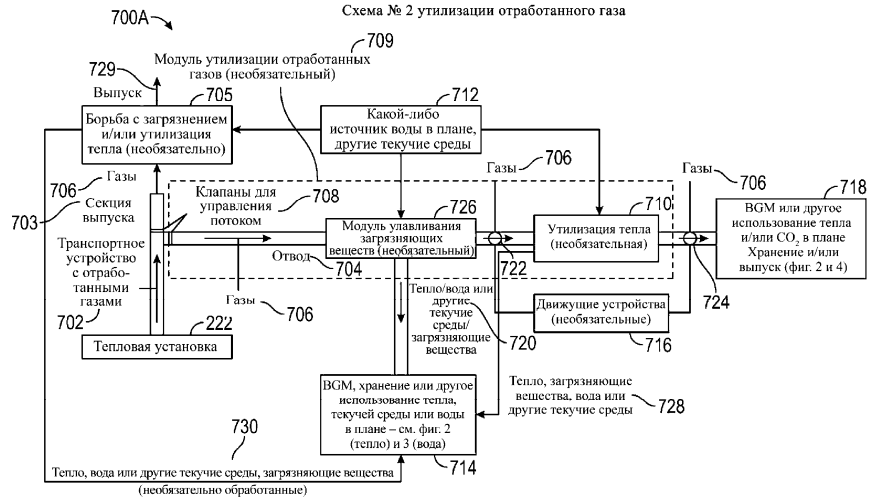 Схема № 2 утилизации отработанного газа
700A
709
Модуль утилизации отработанных
газов (необязательный)
729
Выпуск
705
Борьба с загрязнением
и/или утилизация
тепла (необязательно)
712
Какой-либо
источник воды в плане,
другие текучие среды
706
Газы
703
Секция
выпуска
Клапаны для
управления
потоком
708
Газы
706
Газы
706
726
Модуль улавливания
загрязняющих
веществ (необязательный)
710
Утилизация тепла
(необязательная)
718
BGM или другое
использование тепла
и/или CO₂ в плане
Хранение и/или
выпуск (фиг. 2 и 4)
Транспортное
устройство
с отрабо-
танными
газами
702
Отвод
704
722
724
Газы
706
222
Тепловая установка
Тепло/вода или
другие
текучие
среды/
загрязняющие
вещества
720
Движущие устройства
(необязательные)
716
BGM, хранение или другое
использование тепла,
текучей среды или воды
в плане – см. фиг. 2
(тепло) и 3 (вода)
714
Тепло, загрязняющие
вещества, вода или
другие текучие среды
728
730
Тепло, вода или другие текучие среды, загрязняющие вещества
(необязательно обработанные)